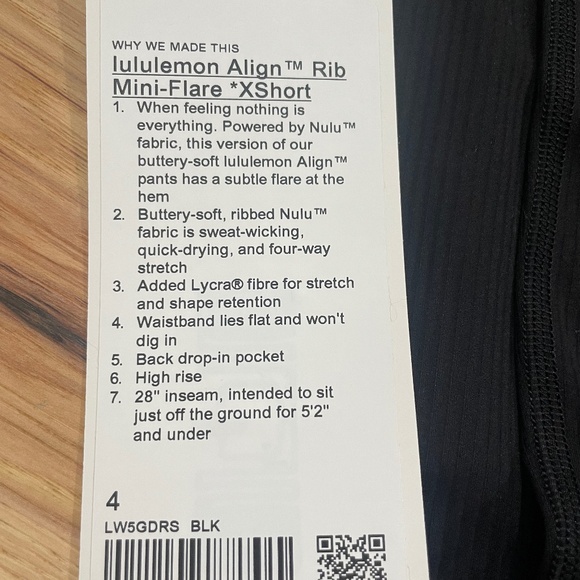 WHY WE MADE THIS
lululemon Align™ Rib
Mini-Flare *XShort
1. When feeling nothing is
everything. Powered by Nulu™
fabric, this version of our
buttery-soft lululemon Align™
pants has a subtle flare at the
hem
2. Buttery-soft, ribbed Nulu™
fabric is sweat-wicking,
quick-drying, and four-way
stretch
3. Added Lycra® fibre for stretch
and shape retention
4. Waistband lies flat and won't
dig in
5. Back drop-in pocket
6. High rise
7. 28" inseam, intended to sit
just off the ground for 5'2"
and under
4
LW5GDRS BLK